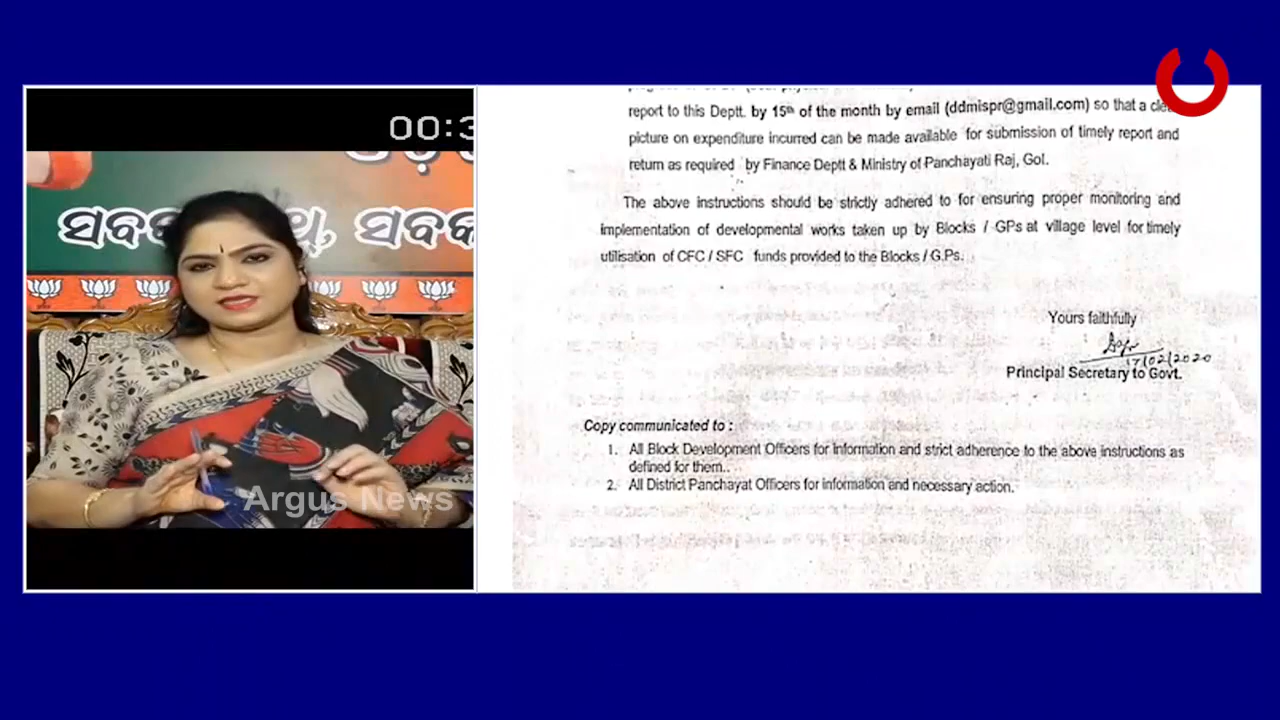 00:3
ସବକା ସାଥ୍, ସବକା
Argus News
report to this Deptt. by 15th of the month by email (ddmispr@gmail.com) so that a clear
picture on expenditure incurred can be made available for submission of timely report and
return as required by Finance Deptt & Ministry of Panchayati Raj, GoI.
The above instructions should be strictly adhered to for ensuring proper monitoring and
implementation of developmental works taken up by Blocks / GPs at village level for timely
utilisation of CFC / SFC funds provided to the Blocks / G.Ps.
Yours faithfully
17/02/2020
Principal Secretary to Govt.
Copy communicated to :
1. All Block Development Officers for information and strict adherence to the above instructions as
defined for them..
2. All District Panchayat Officers for information and necessary action.